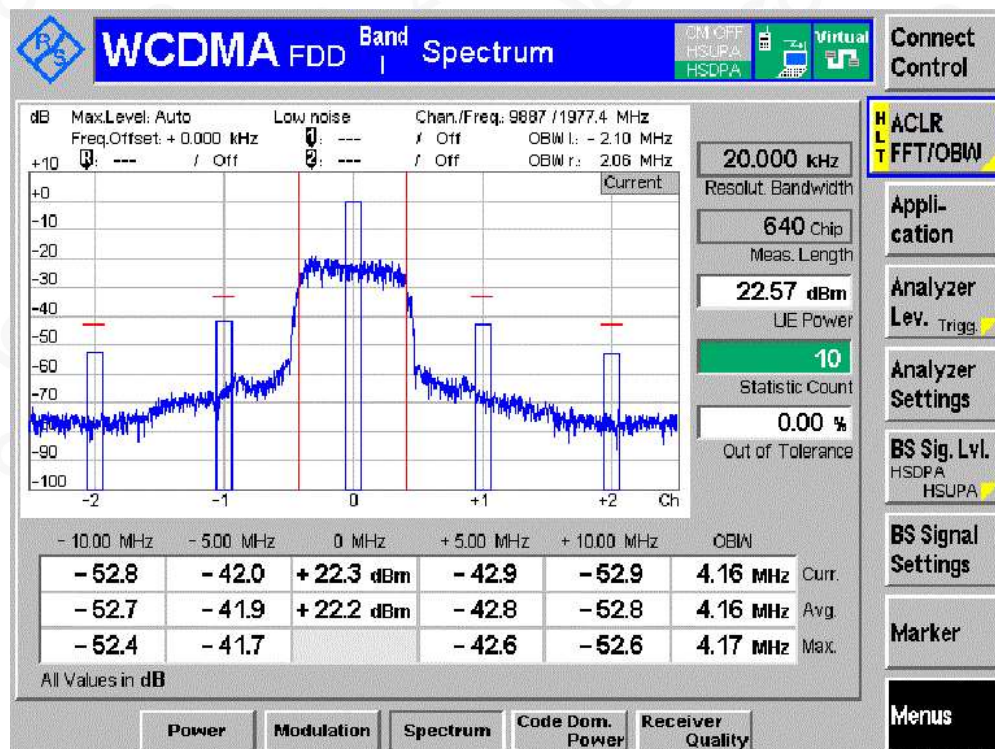 R&S
WCDMA FDD Band I Spectrum
CM OFF
HSUPA
HSDPA
Virtual
Connect Control
dB Max.Level: Auto Low noise Chan./Freq.: 9887 / 1977.4 MHz
Freq.Offset: + 0.000 kHz 1: --- / Off OBW l.: - 2.10 MHz
R: --- / Off 2: --- / Off OBW r.: 2.06 MHz
Current
+10
+0
-10
-20
-30
-40
-50
-60
-70
-90
-100
-2 -1 0 +1 +2 Ch
20.000 kHz
Resolut. Bandwidth
640 Chip
Meas. Length
22.57 dBm
UE Power
10
Statistic Count
0.00 %
Out of Tolerance
- 10.00 MHz - 5.00 MHz 0 MHz + 5.00 MHz + 10.00 MHz OBW
- 52.8 - 42.0 + 22.3 dBm - 42.9 - 52.9 4.16 MHz Curr.
- 52.7 - 41.9 + 22.2 dBm - 42.8 - 52.8 4.16 MHz Avg.
- 52.4 - 41.7 - 42.6 - 52.6 4.17 MHz Max.
All Values in dB
HLT
ACLR
FFT/OBW
Appli-
cation
Analyzer
Lev. Trigg.
Analyzer
Settings
BS Sig. Lvl.
HSDPA
HSUPA
BS Signal
Settings
Marker
Menus
Power
Modulation
Spectrum
Code Dom.
Power
Receiver
Quality